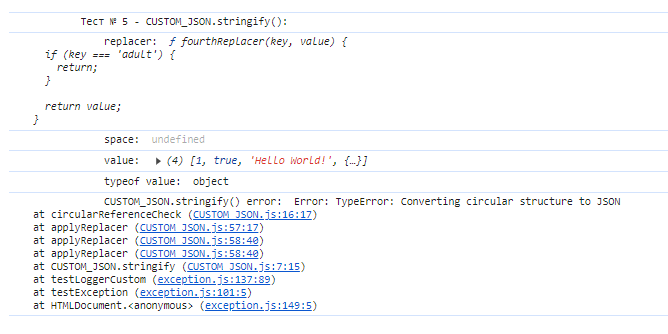 Тест № 5 - CUSTOM_JSON.stringify():
replacer: ƒ fourthReplacer(key, value) {
if (key === 'adult') {
return;
}
return value;
}
space: undefined
value: ▶ (4) [1, true, 'Hello World!', {…}]
typeof value: object
CUSTOM_JSON.stringify() error: Error: TypeError: Converting circular structure to JSON
at circularReferenceCheck (CUSTOM_JSON.js:16:17)
at applyReplacer (CUSTOM_JSON.js:57:17)
at applyReplacer (CUSTOM_JSON.js:58:40)
at applyReplacer (CUSTOM_JSON.js:58:40)
at CUSTOM_JSON.stringify (CUSTOM_JSON.js:7:15)
at testLoggerCustom (exception.js:137:89)
at testException (exception.js:101:5)
at HTMLDocument.<anonymous> (exception.js:149:5)